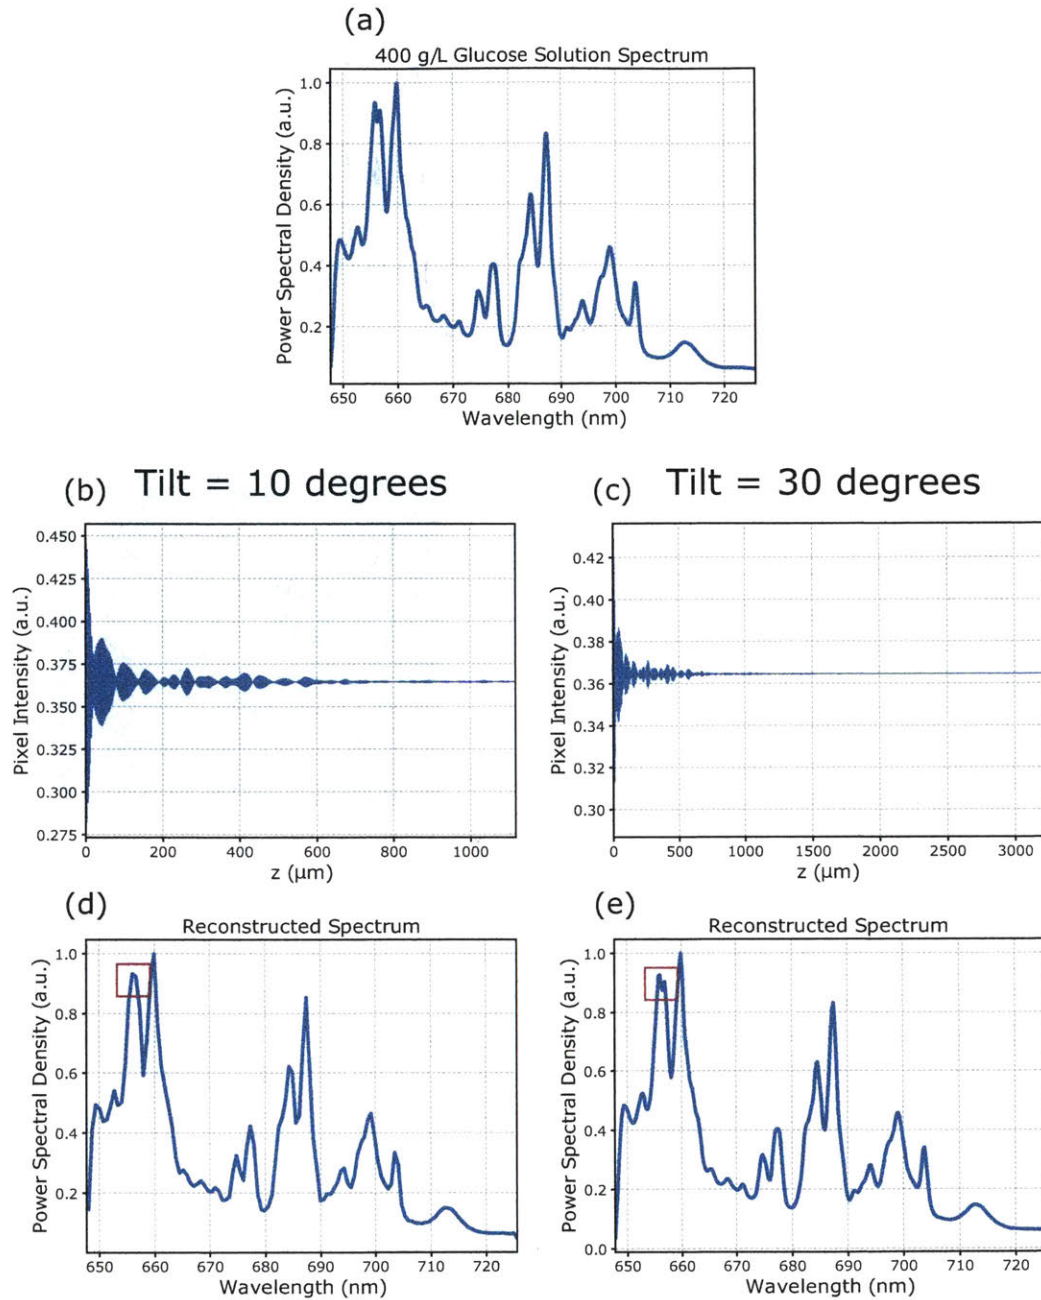 (a)
400 g/L Glucose Solution Spectrum
1.0
0.8
0.6
0.4
0.2
Power Spectral Density (a.u.)
650 660 670 680 690 700 710 720
Wavelength (nm)
(b) Tilt = 10 degrees
0.450
0.425
0.400
0.375
0.350
0.325
0.300
0.275
Pixel Intensity (a.u.)
0 200 400 600 800 1000
z (μm)
(c) Tilt = 30 degrees
0.42
0.40
0.38
0.36
0.34
0.32
0.30
Pixel Intensity (a.u.)
0 500 1000 1500 2000 2500 3000
z (μm)
(d)
Reconstructed Spectrum
1.0
0.8
0.6
0.4
0.2
Power Spectral Density (a.u.)
650 660 670 680 690 700 710 720
Wavelength (nm)
(e)
Reconstructed Spectrum
1.0
0.8
0.6
0.4
0.2
0.0
Power Spectral Density (a.u.)
650 660 670 680 690 700 710 720
Wavelength (nm)